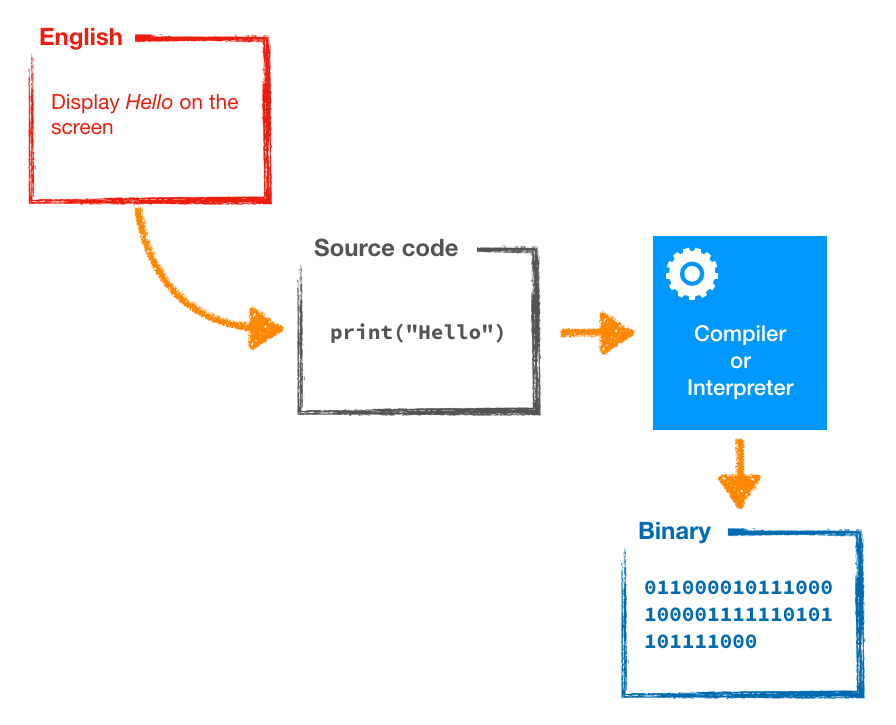 English
Display Hello on the
screen
Source code
print("Hello")
Compiler
or
Interpreter
Binary
011000010111000
100001111110101
101111000